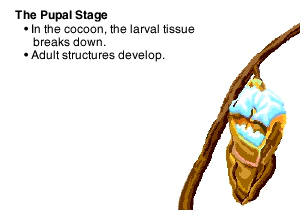 The Pupal Stage
• In the cocoon, the larval tissue
breaks down.
• Adult structures develop.